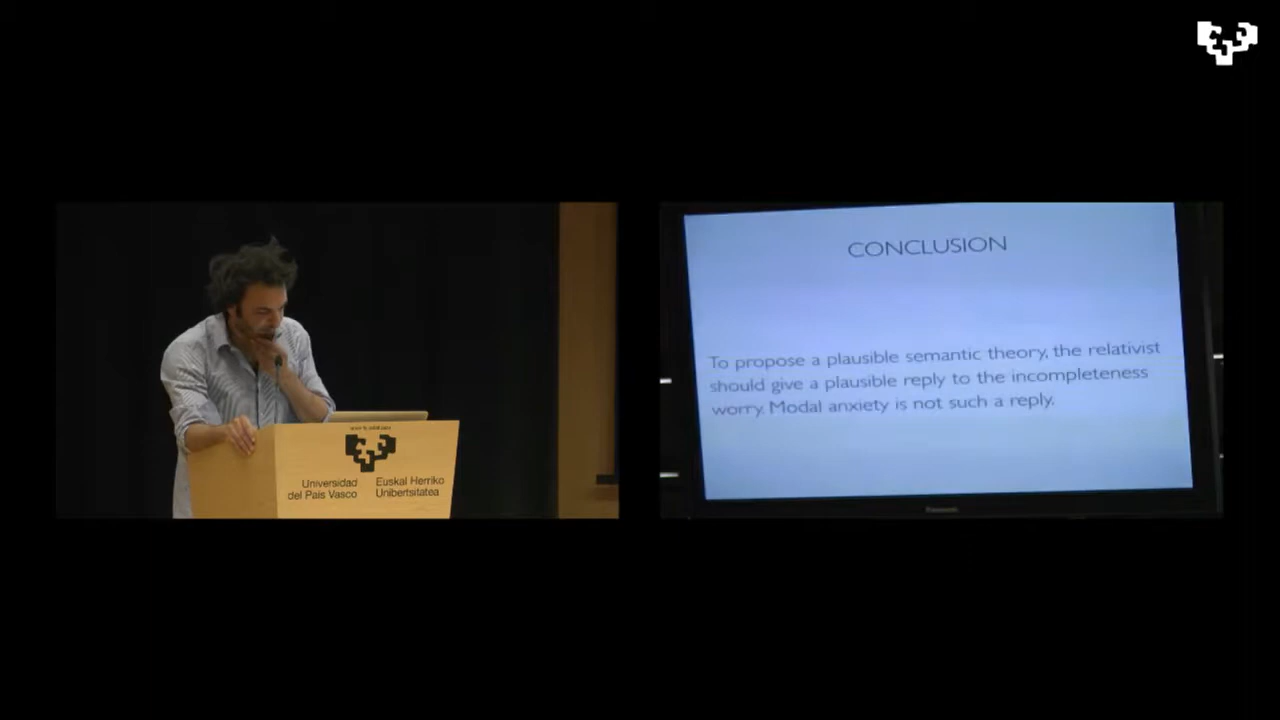 Universidad
del País Vasco
Euskal Herriko
Unibertsitatea
CONCLUSION
To propose a plausible semantic theory, the relativist
should give a plausible reply to the incompleteness
worry. Modal anxiety is not such a reply.
Panasonic